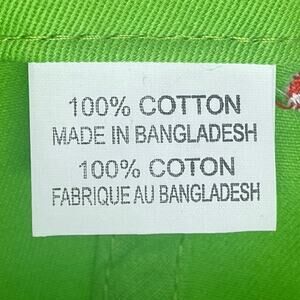 100% COTTON
MADE IN BANGLADESH
100% COTON
FABRIQUE AU BANGLADESH